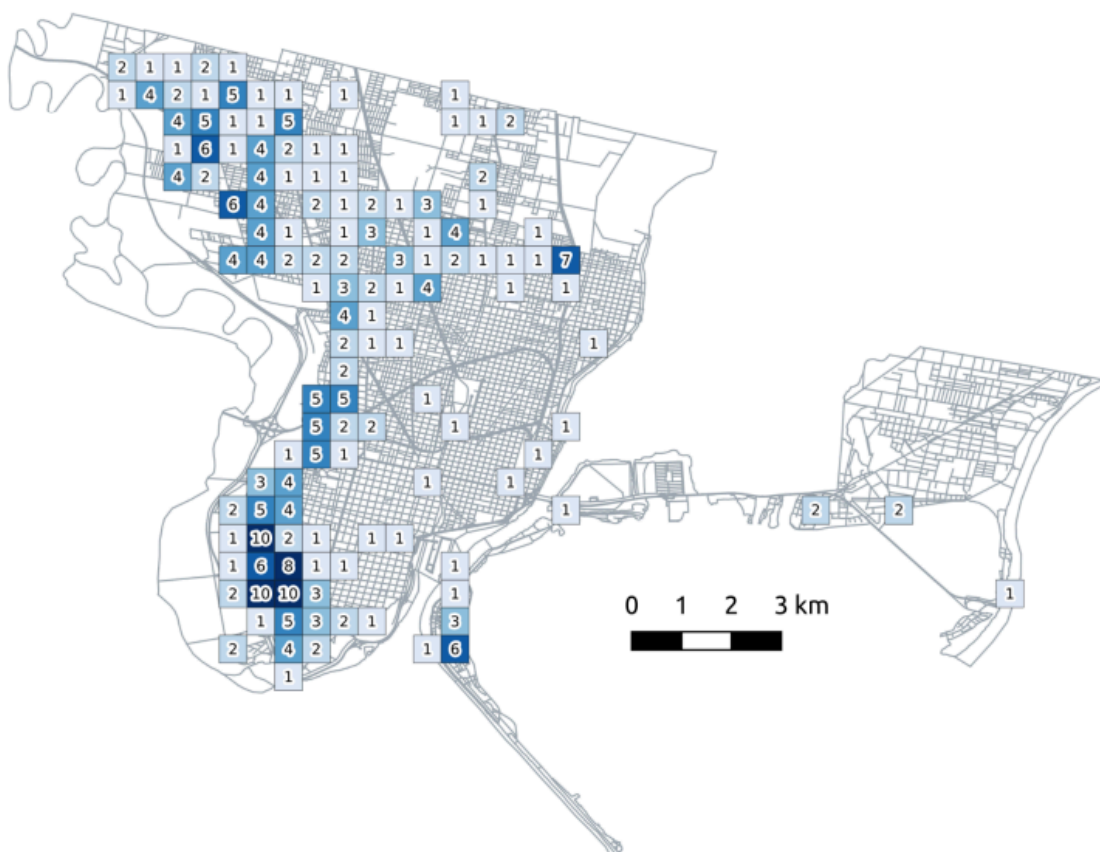 2 1 1 2 1
1 4 2 1 5 1 1 1 1
4 5 1 1 5 1 1 2
1 6 1 4 2 1 1
4 2 4 1 1 1 2
6 4 2 1 2 1 3 1
4 1 1 3 1 4 1
4 4 2 2 2 3 1 2 1 1 1 7
1 3 2 1 4 1 1
4 1
2 1 1 1
2
5 5 1
5 2 2 1 1
1 5 1 1
3 4 1 1
2 5 4 1 2 2
1 10 2 1 1 1
1 6 8 1 1 1
2 10 10 3 1 1
0 1 2 3 km
1 5 3 2 1 3
2 4 2 1 6
1